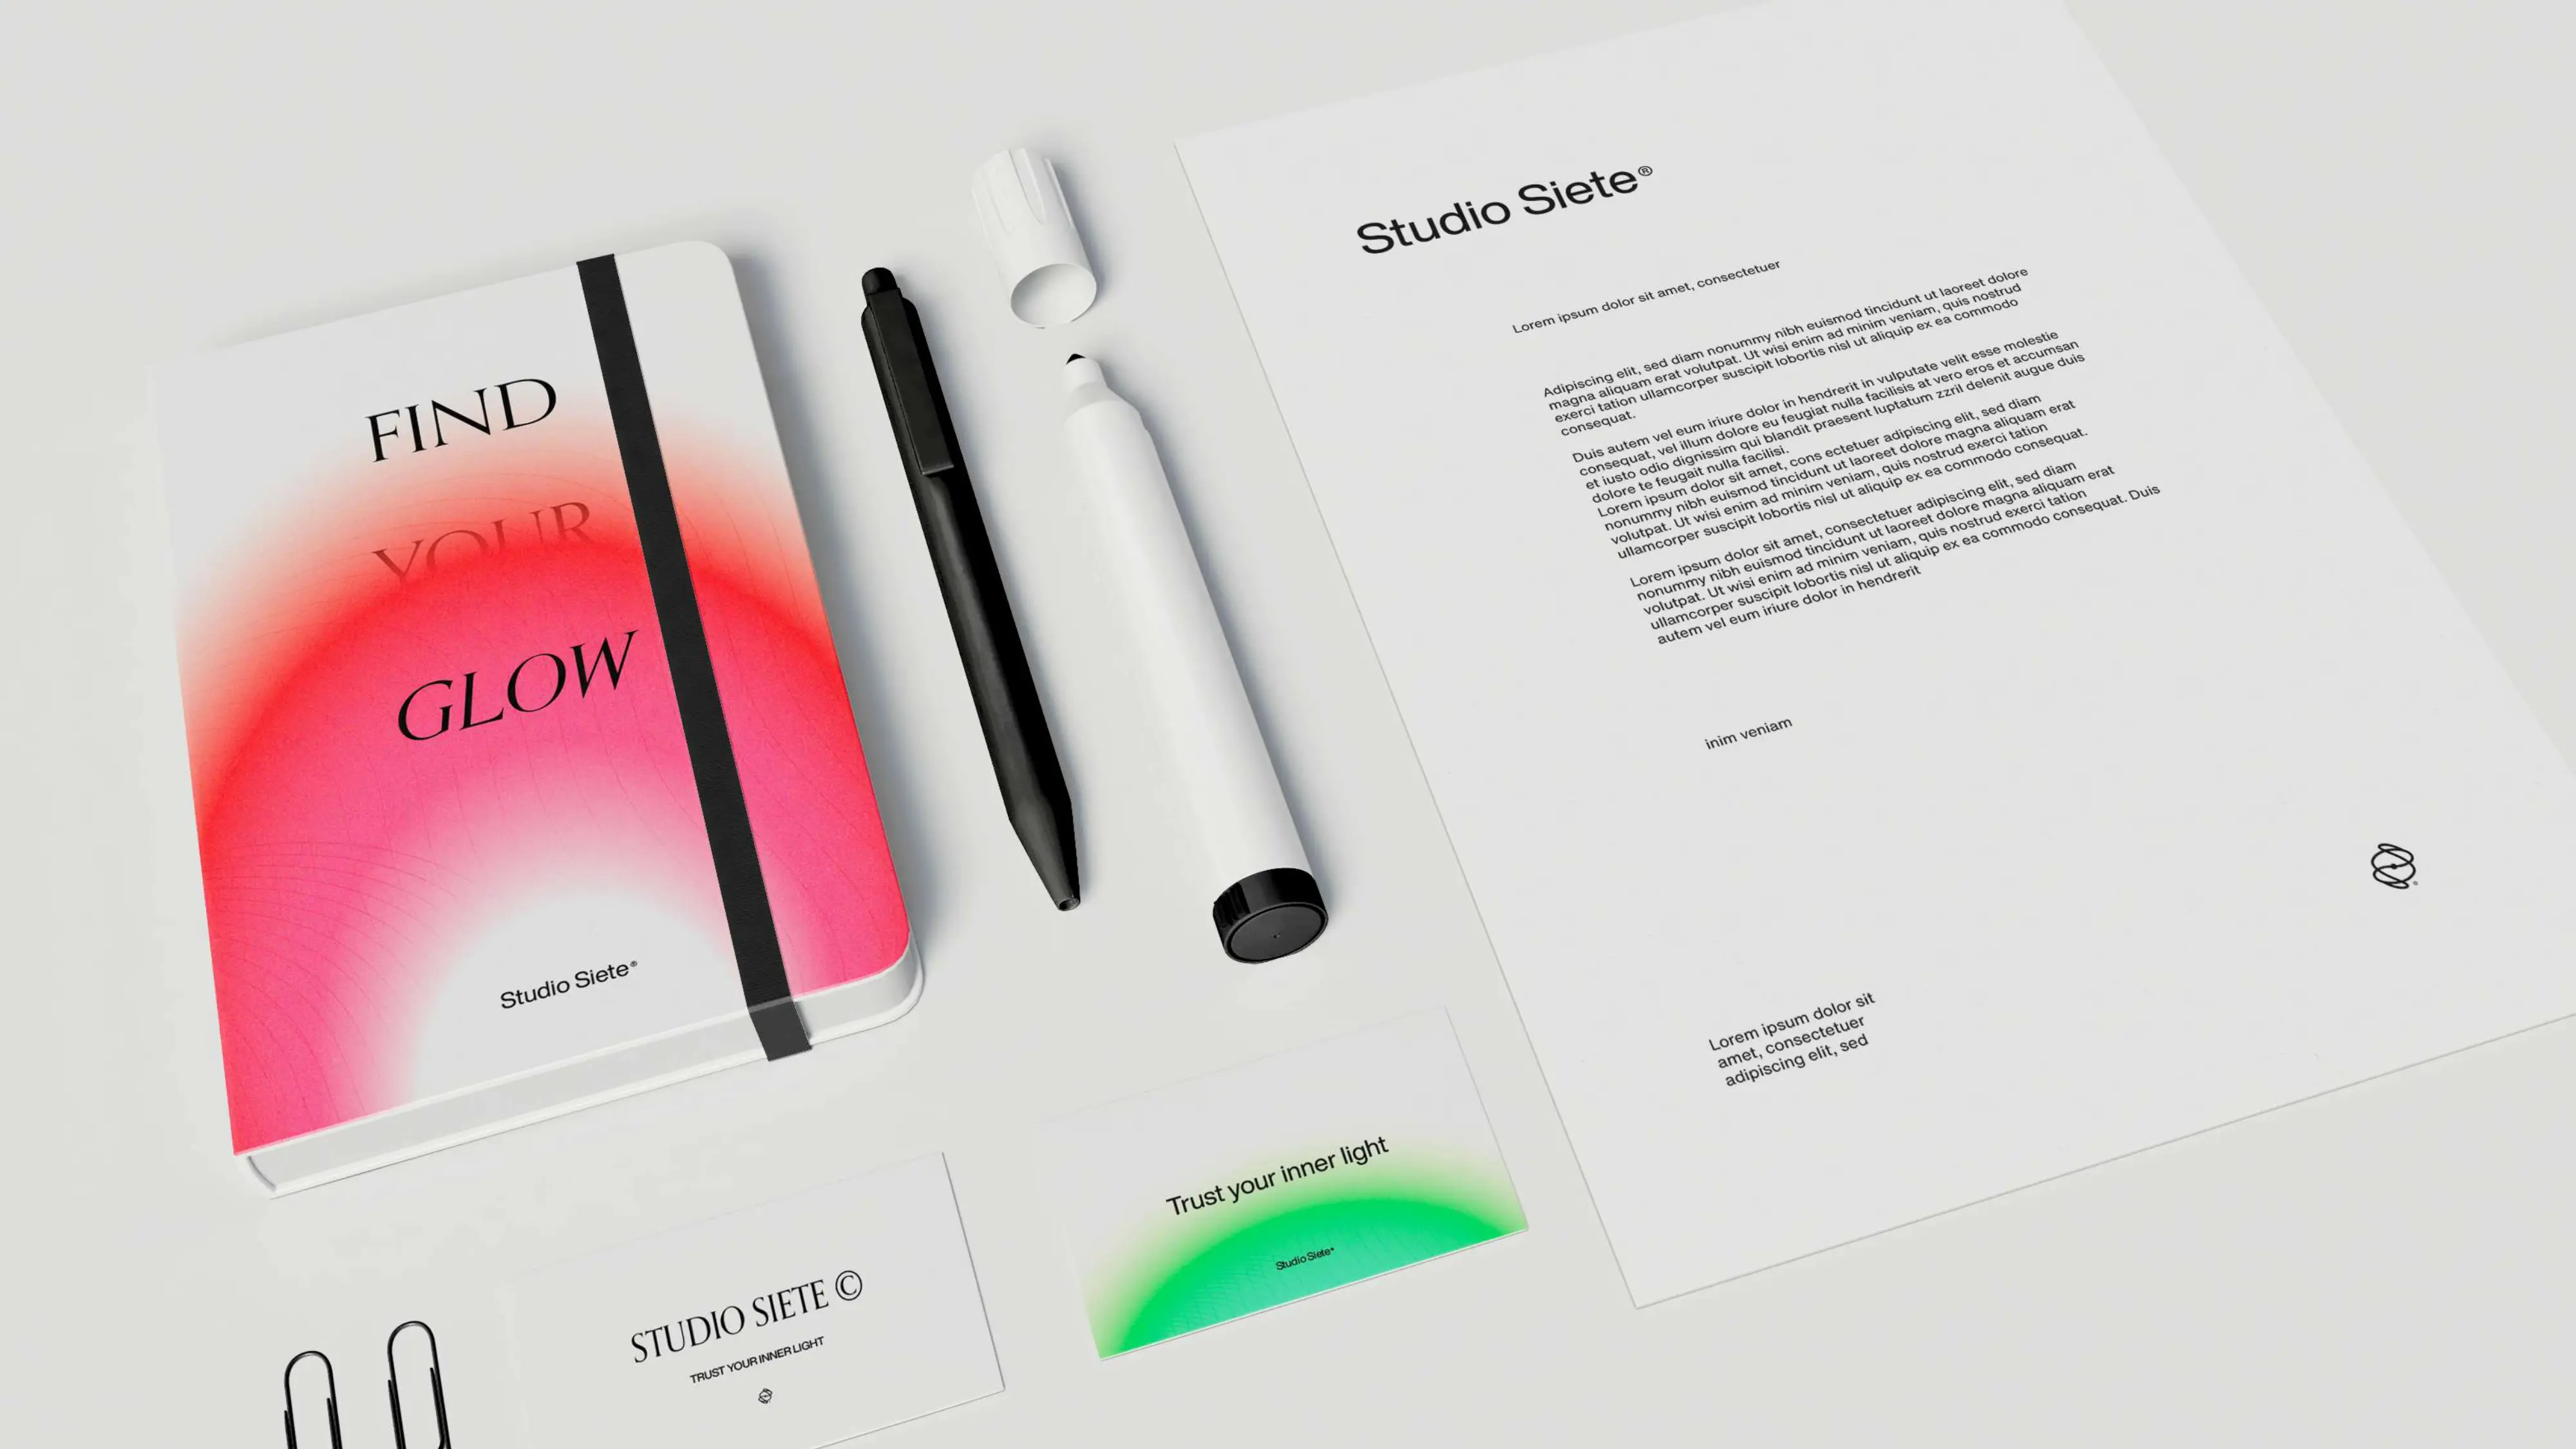 FIND
YOUR
GLOW
Studio Siete®
Studio Siete®
Lorem ipsum dolor sit amet, consectetuer
Adipiscing elit, sed diam nonummy nibh euismod tincidunt ut laoreet dolore
magna aliquam erat volutpat. Ut wisi enim ad minim veniam, quis nostrud
exerci tation ullamcorper suscipit lobortis nisl ut aliquip ex ea commodo
consequat.
Duis autem vel eum iriure dolor in hendrerit in vulputate velit esse molestie
consequat, vel illum dolore eu feugiat nulla facilisis at vero eros et accumsan
et iusto odio dignissim qui blandit praesent luptatum zzril delenit augue duis
dolore te feugait nulla facilisi.
Lorem ipsum dolor sit amet, cons ectetuer adipiscing elit, sed diam
nonummy nibh euismod tincidunt ut laoreet dolore magna aliquam erat
volutpat. Ut wisi enim ad minim veniam, quis nostrud exerci tation
ullamcorper suscipit lobortis nisl ut aliquip ex ea commodo consequat.
Lorem ipsum dolor sit amet, consectetuer adipiscing elit, sed diam
nonummy nibh euismod tincidunt ut laoreet dolore magna aliquam erat
volutpat. Ut wisi enim ad minim veniam, quis nostrud exerci tation
ullamcorper suscipit lobortis nisl ut aliquip ex ea commodo consequat. Duis
autem vel eum iriure dolor in hendrerit
inim veniam
Lorem ipsum dolor sit
amet, consectetuer
adipiscing elit, sed
Trust your inner light
Studio Siete®
STUDIO SIETE ©
TRUST YOUR INNER LIGHT